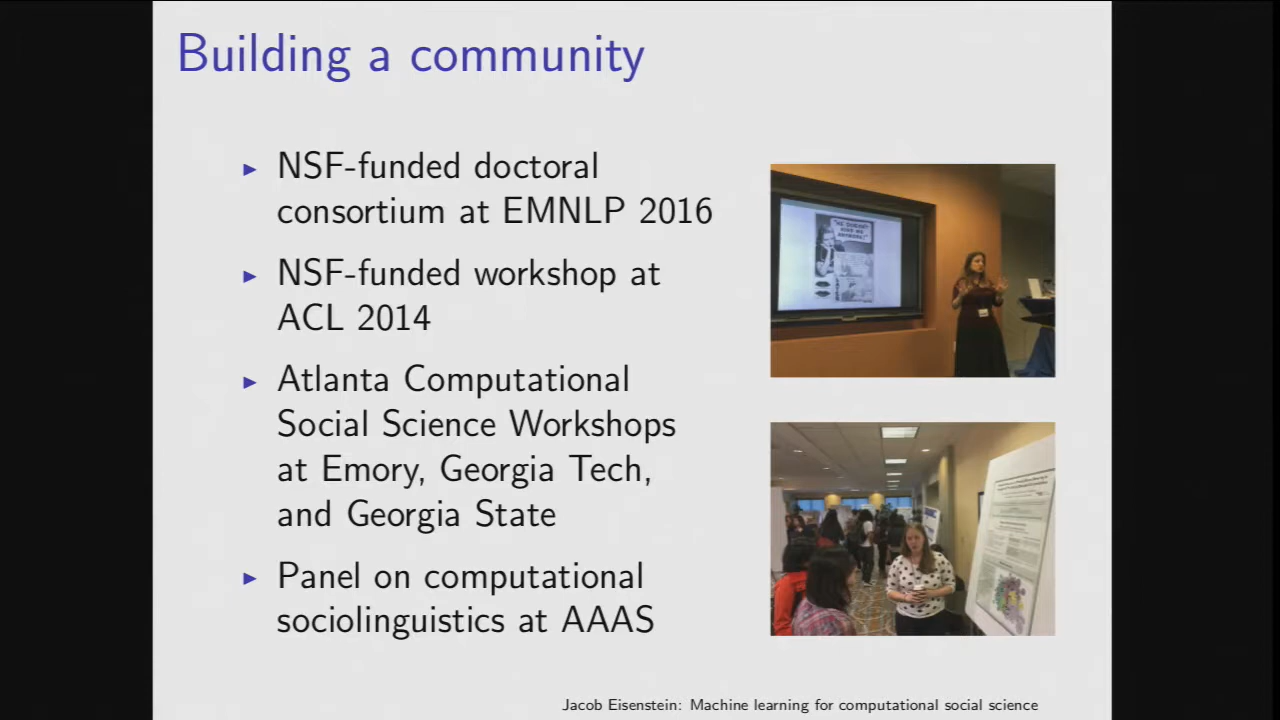 Building a community
NSF-funded doctoral
consortium at EMNLP 2016
NSF-funded workshop at
ACL 2014
Atlanta Computational
Social Science Workshops
at Emory, Georgia Tech,
and Georgia State
Panel on computational
sociolinguistics at AAAS
Jacob Eisenstein: Machine learning for computational social science